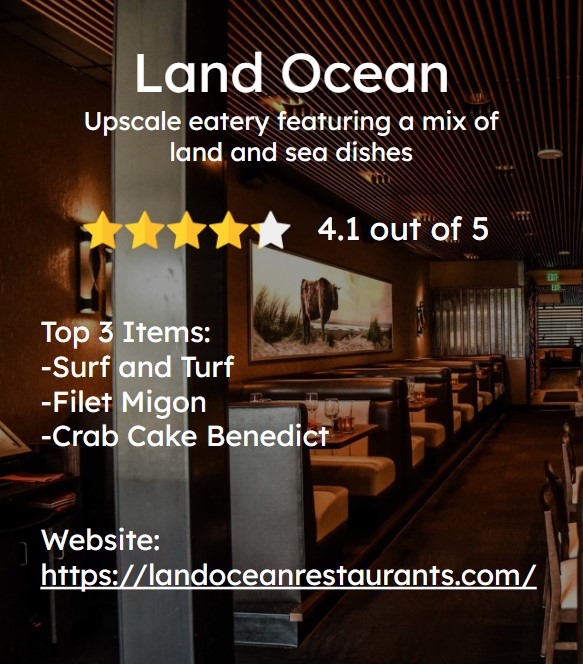 Land Ocean
Upscale eatery featuring a mix of
land and sea dishes
4.1 out of 5
Top 3 Items:
-Surf and Turf
-Filet Migon
-Crab Cake Benedict
Website:
https://landoceanrestaurants.com/